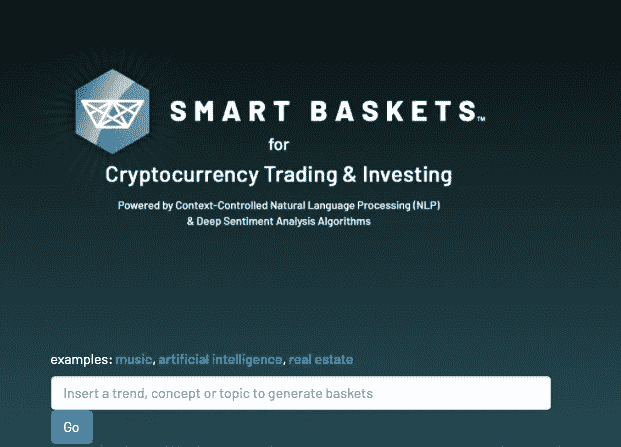 SMART BASKETS™
for
Cryptocurrency Trading & Investing
Powered by Context-Controlled Natural Language Processing (NLP)
& Deep Sentiment Analysis Algorithms
examples: music, artificial intelligence, real estate
Insert a trend, concept or topic to generate baskets
Go